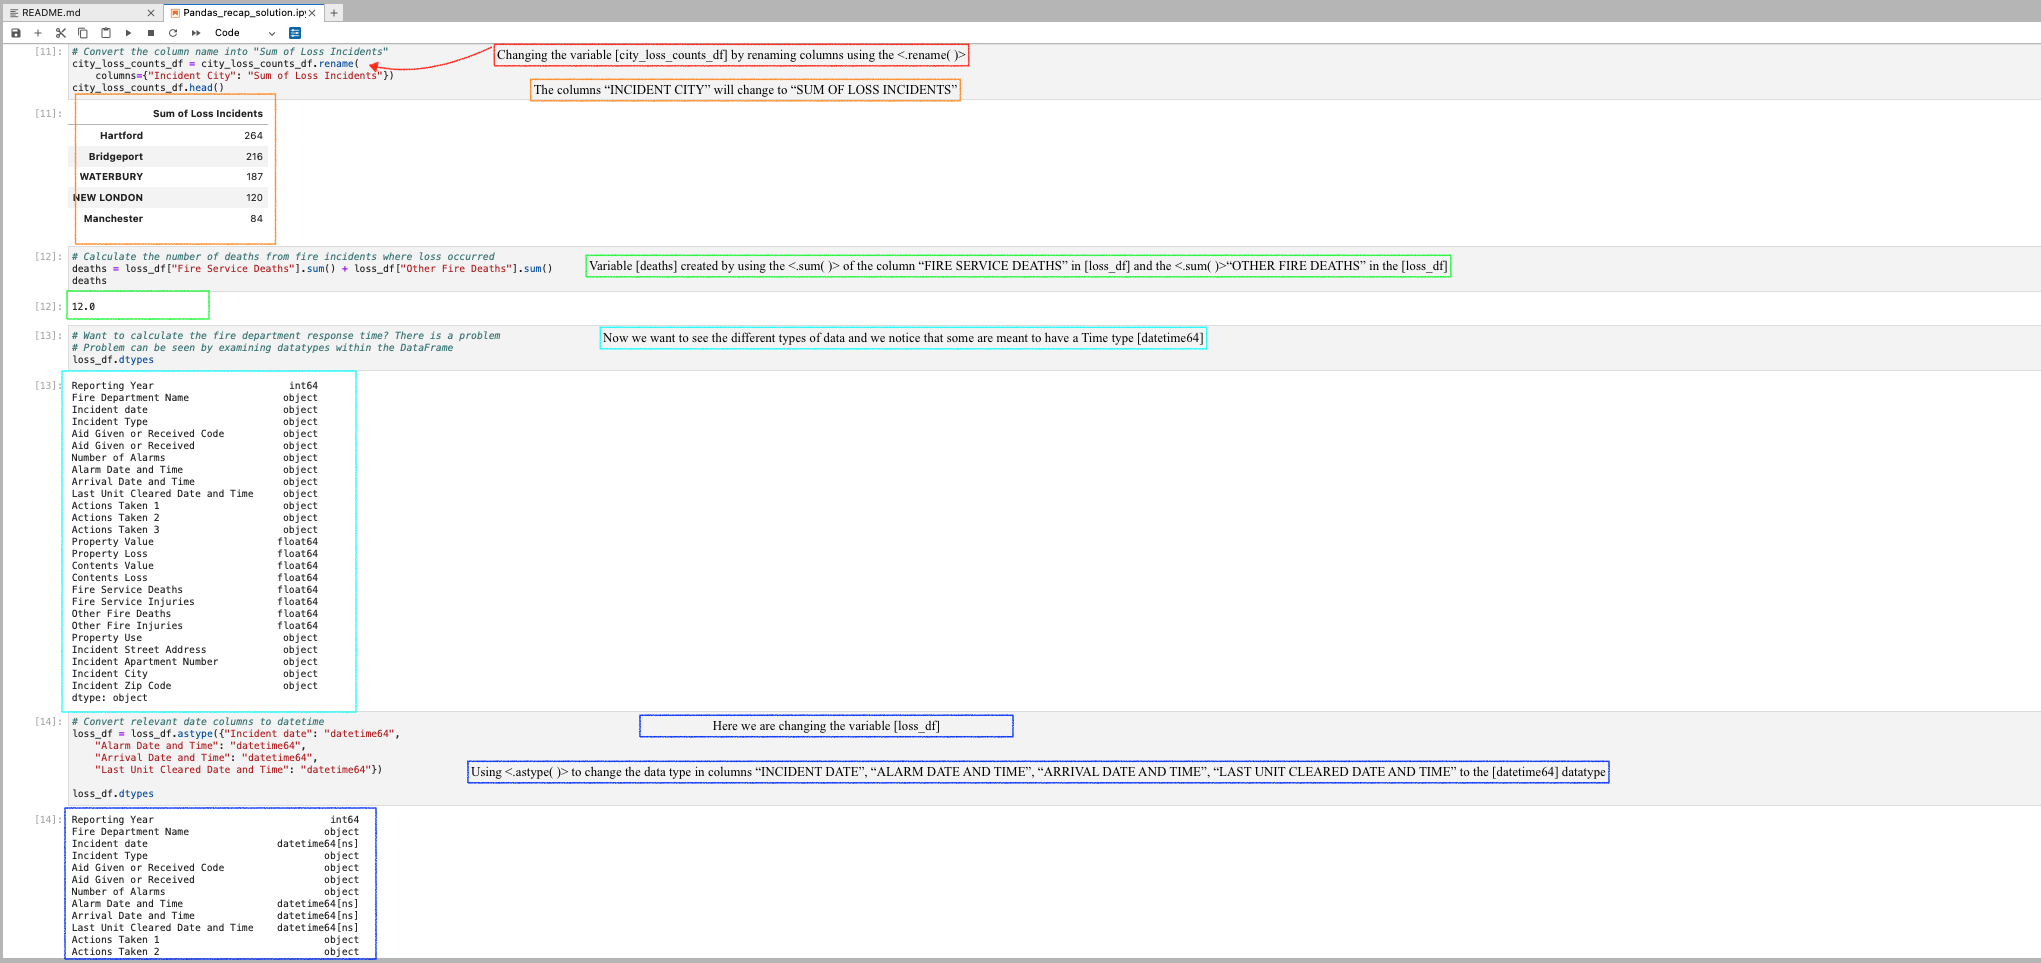 README.md
Pandas_recap_solution.ipy
Code
[11]:
# Convert the column name into "Sum of Loss Incidents"
city_loss_counts_df = city_loss_counts_df.rename(
columns={"Incident City": "Sum of Loss Incidents"})
city_loss_counts_df.head()
Changing the variable [city_loss_counts_df] by renaming columns using the <.rename( )>
The columns “INCIDENT CITY” will change to “SUM OF LOSS INCIDENTS”
[11]:
Sum of Loss Incidents
Hartford 264
Bridgeport 216
WATERBURY 187
NEW LONDON 120
Manchester 84
[12]:
# Calculate the number of deaths from fire incidents where loss occurred
deaths = loss_df["Fire Service Deaths"].sum() + loss_df["Other Fire Deaths"].sum()
deaths
Variable [deaths] created by using the <.sum( )> of the column “FIRE SERVICE DEATHS” in [loss_df] and the <.sum( )>“OTHER FIRE DEATHS” in the [loss_df]
[12]:
12.0
[13]:
# Want to calculate the fire department response time? There is a problem
# Problem can be seen by examining datatypes within the DataFrame
loss_df.dtypes
Now we want to see the different types of data and we notice that some are meant to have a Time type [datetime64]
[13]:
Reporting Year int64
Fire Department Name object
Incident date object
Incident Type object
Aid Given or Received Code object
Aid Given or Received object
Number of Alarms object
Alarm Date and Time object
Arrival Date and Time object
Last Unit Cleared Date and Time object
Actions Taken 1 object
Actions Taken 2 object
Actions Taken 3 object
Property Value float64
Property Loss float64
Contents Value float64
Contents Loss float64
Fire Service Deaths float64
Fire Service Injuries float64
Other Fire Deaths float64
Other Fire Injuries float64
Property Use object
Incident Street Address object
Incident Apartment Number object
Incident City object
Incident Zip Code object
dtype: object
[14]:
# Convert relevant date columns to datetime
loss_df = loss_df.astype({"Incident date": "datetime64",
"Alarm Date and Time": "datetime64",
"Arrival Date and Time": "datetime64",
"Last Unit Cleared Date and Time": "datetime64"})
loss_df.dtypes
Here we are changing the variable [loss_df]
Using <.astype( )> to change the data type in columns “INCIDENT DATE”, “ALARM DATE AND TIME”, “ARRIVAL DATE AND TIME”, “LAST UNIT CLEARED DATE AND TIME” to the [datetime64] datatype
[14]:
Reporting Year int64
Fire Department Name object
Incident date datetime64[ns]
Incident Type object
Aid Given or Received Code object
Aid Given or Received object
Number of Alarms object
Alarm Date and Time datetime64[ns]
Arrival Date and Time datetime64[ns]
Last Unit Cleared Date and Time datetime64[ns]
Actions Taken 1 object
Actions Taken 2 object